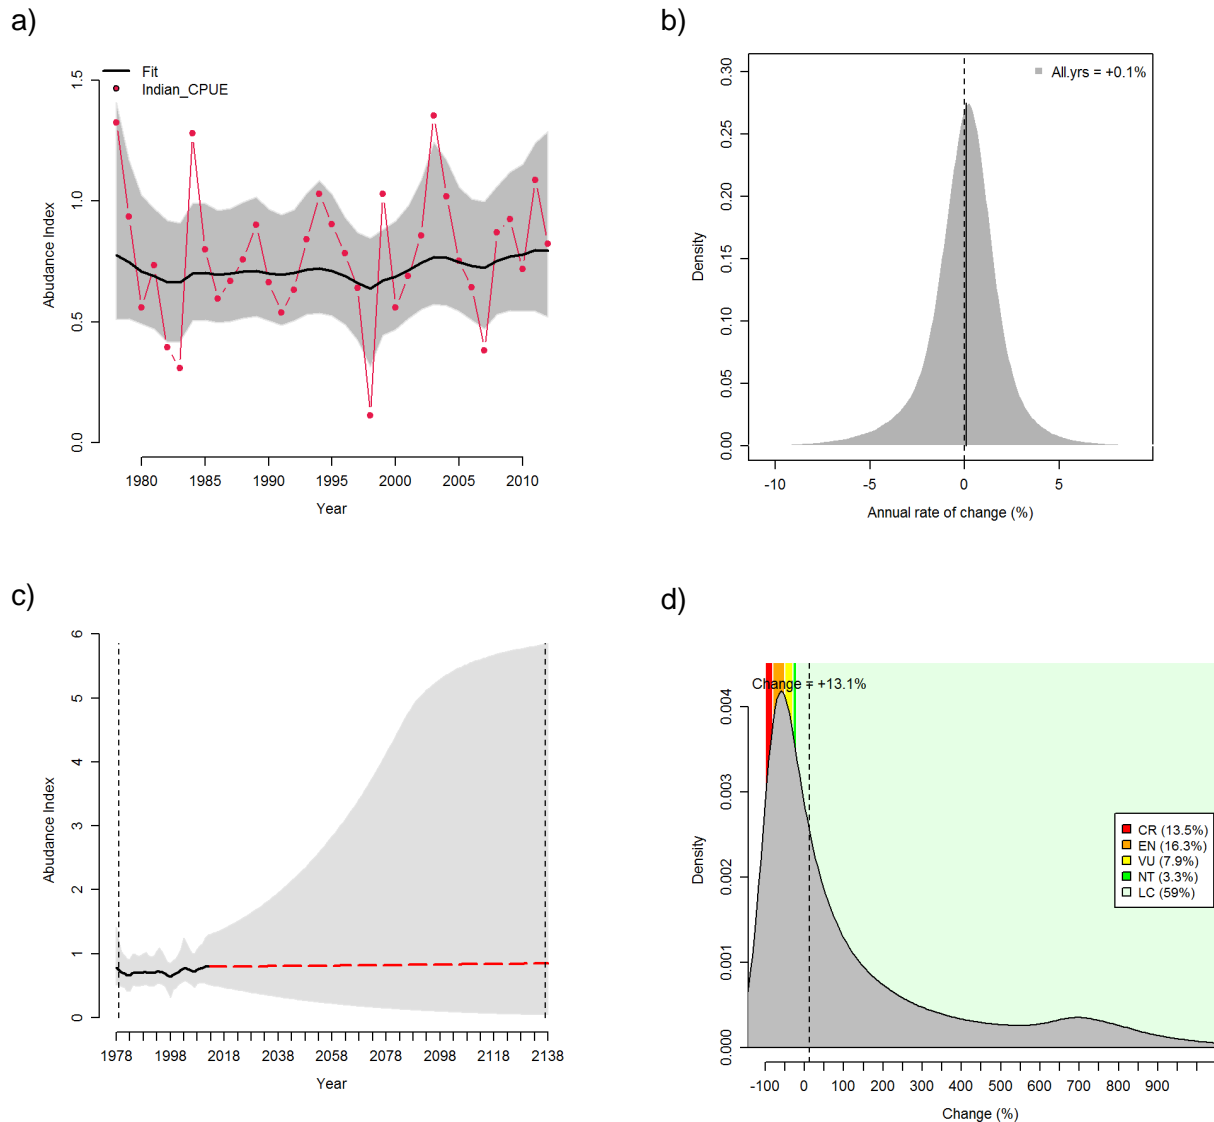 a)
Fit
Indian_CPUE
Abudance Index
0.0 0.5 1.0 1.5
1980 1985 1990 1995 2000 2005 2010
Year
b)
All.yrs = +0.1%
Density
0.00 0.05 0.10 0.15 0.20 0.25 0.30
-10 -5 0 5
Annual rate of change (%)
c)
Abudance Index
0 1 2 3 4 5 6
1978 1998 2018 2038 2058 2078 2098 2118 2138
Year
d)
Change = +13.1%
Density
0.000 0.001 0.002 0.003 0.004
CR (13.5%)
EN (16.3%)
VU (7.9%)
NT (3.3%)
LC (59%)
-100 0 100 200 300 400 500 600 700 800 900
Change (%)